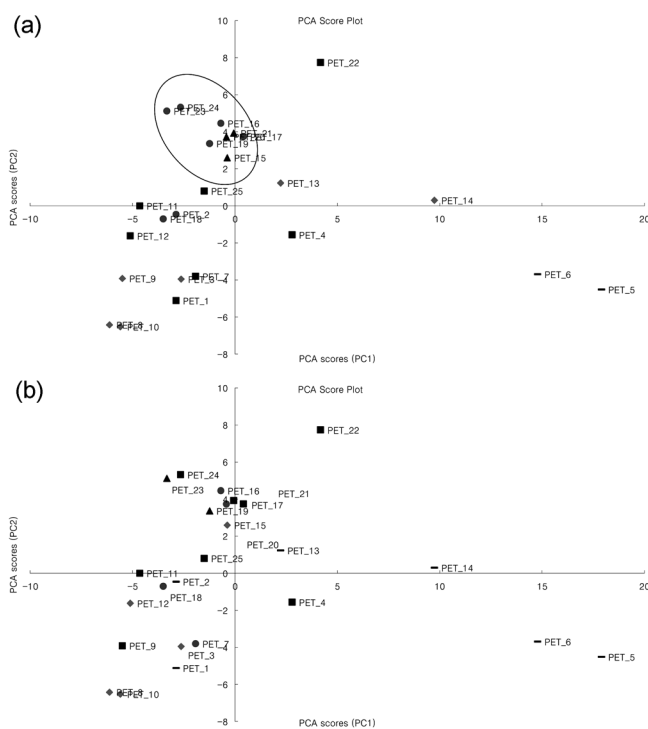 (a)
PCA Score Plot
10
PET_22
8
6
PET_24
PET_23
PET_16
4
PET_21
PET_17
PET_19
PET_15
2
PET_13
PET_25
PET_14
PET_11
0
-10
-5
0
5
10
15
20
PET_2
PET_18
PET_12
PET_4
-2
PET_9
PET_3
PET_7
PET_6
-4
PET_5
PET_1
PET_8
PET_10
-6
-8
PCA scores (PC2)
PCA scores (PC1)
(b)
PCA Score Plot
10
PET_22
8
6
PET_24
PET_23
PET_16
PET_21
4
PET_17
PET_19
PET_15
2
PET_20
PET_13
PET_25
PET_14
PET_11
0
-10
-5
0
5
10
15
20
PET_2
PET_18
PET_12
PET_4
-2
PET_9
PET_7
PET_3
PET_6
-4
PET_5
PET_1
PET_8
PET_10
-6
-8
PCA scores (PC2)
PCA scores (PC1)